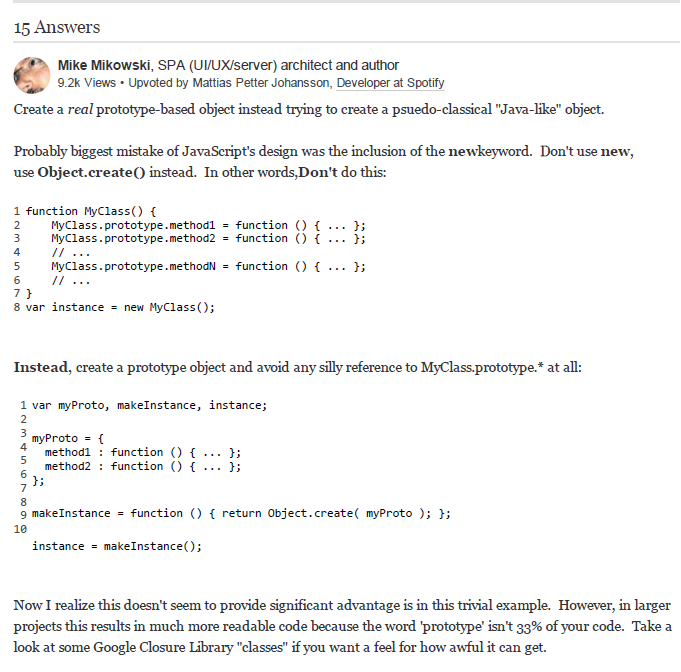 15 Answers
Mike Mikowski, SPA (UI/UX/server) architect and author
9.2k Views • Upvoted by Mattias Petter Johansson, Developer at Spotify
Create a real prototype-based object instead trying to create a psuedo-classical "Java-like" object.
Probably biggest mistake of JavaScript's design was the inclusion of the newkeyword.  Don't use new,
use Object.create() instead.  In other words,Don't do this:
1 function MyClass() {
2     MyClass.prototype.method1 = function () { ... };
3     MyClass.prototype.method2 = function () { ... };
4     // ...
5     MyClass.prototype.methodN = function () { ... };
6     // ...
7 }
8 var instance = new MyClass();
Instead, create a prototype object and avoid any silly reference to MyClass.prototype.* at all:
1 var myProto, makeInstance, instance;
2
3 myProto = {
4   method1 : function () { ... };
5   method2 : function () { ... };
6 };
7
8
9 makeInstance = function () { return Object.create( myProto ); };
10
instance = makeInstance();
Now I realize this doesn't seem to provide significant advantage is in this trivial example.  However, in larger
projects this results in much more readable code because the word 'prototype' isn't 33% of your code.  Take a
look at some Google Closure Library "classes" if you want a feel for how awful it can get.